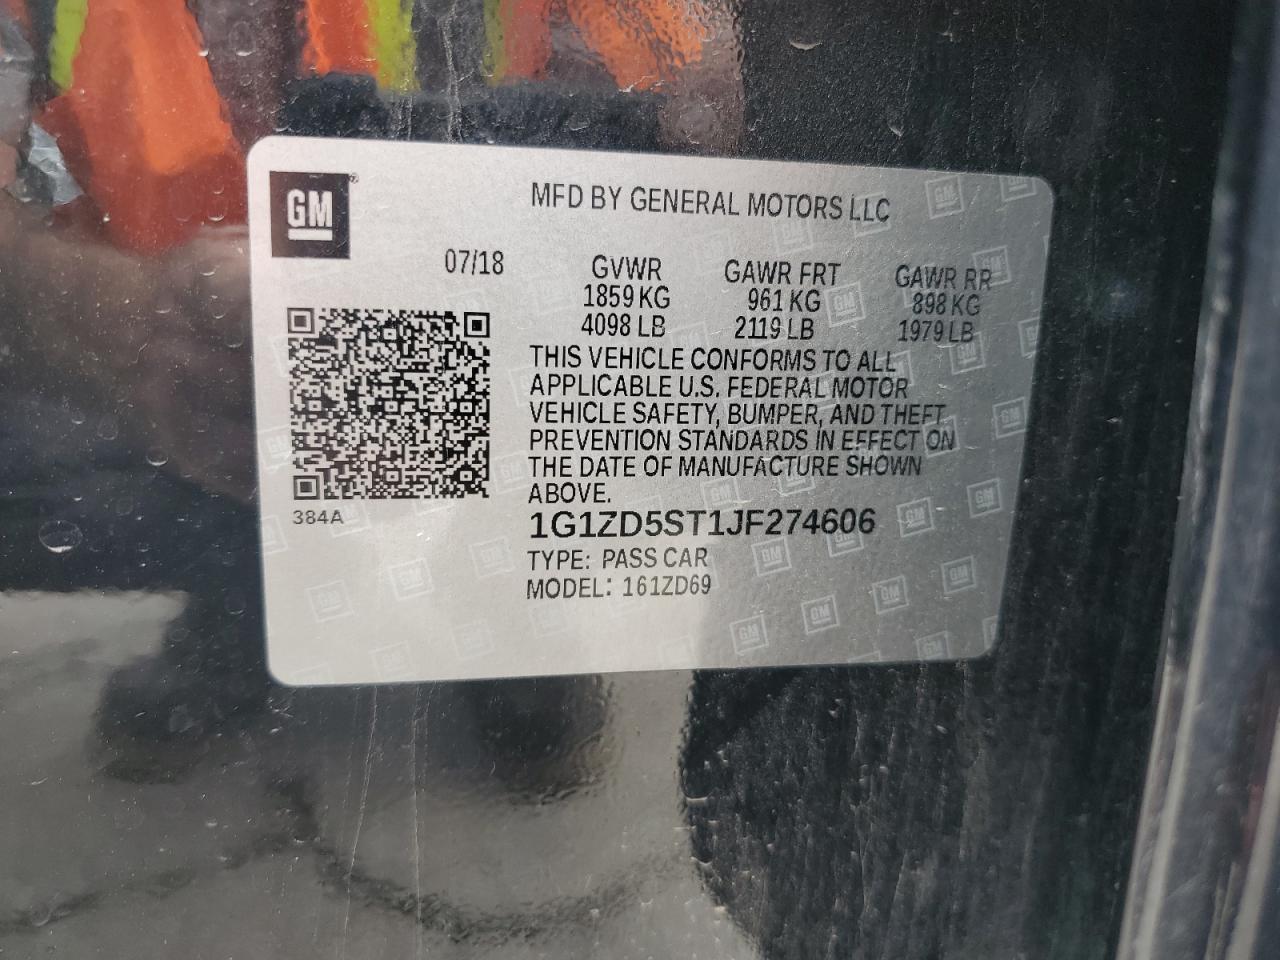 GM
MFD BY GENERAL MOTORS LLC
07/18
GVWR GAWR FRT GAWR RR
1859 KG 961 KG 898 KG
4098 LB 2119 LB 1979 LB
THIS VEHICLE CONFORMS TO ALL
APPLICABLE U.S. FEDERAL MOTOR
VEHICLE SAFETY, BUMPER, AND THEFT
PREVENTION STANDARDS IN EFFECT ON
THE DATE OF MANUFACTURE SHOWN
ABOVE.
384A
1G1ZD5ST1JF274606
TYPE: PASS CAR
MODEL: 161ZD69